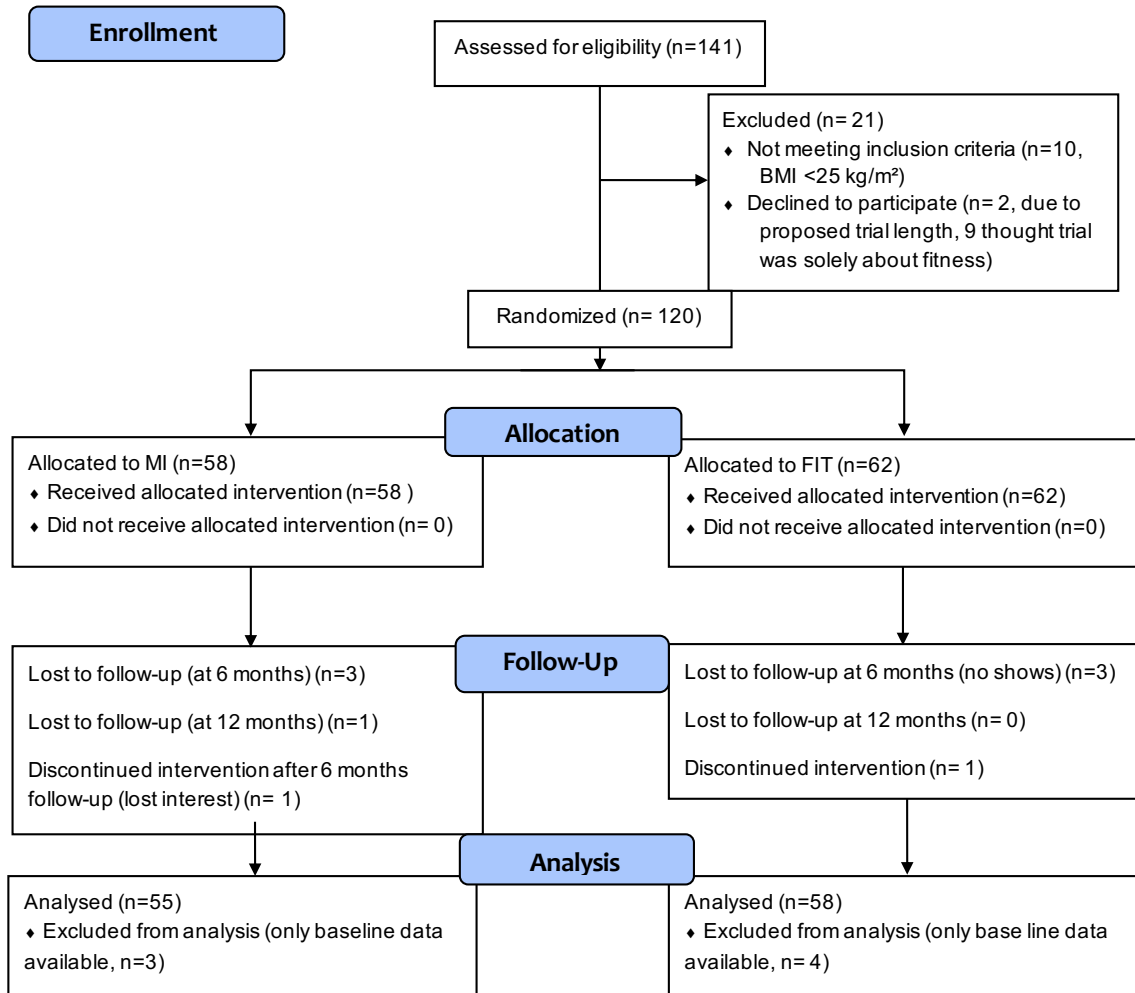 Enrollment
Assessed for eligibility (n=141)
Excluded (n= 21)
♦ Not meeting inclusion criteria (n=10,
BMI <25 kg/m²)
♦ Declined to participate (n= 2, due to
proposed trial length, 9 thought trial
was solely about fitness)
Randomized (n= 120)
Allocation
Allocated to MI (n=58)
♦ Received allocated intervention (n=58 )
♦ Did not receive allocated intervention (n= 0)
Allocated to FIT (n=62)
♦ Received allocated intervention (n=62)
♦ Did not receive allocated intervention (n=0)
Follow-Up
Lost to follow-up (at 6 months) (n=3)
Lost to follow-up (at 12 months) (n=1)
Discontinued intervention after 6 months
follow-up (lost interest) (n= 1)
Lost to follow-up at 6 months (no shows) (n=3)
Lost to follow-up at 12 months (n= 0)
Discontinued intervention (n= 1)
Analysis
Analysed (n=55)
♦ Excluded from analysis (only baseline data
available, n=3)
Analysed (n=58)
♦ Excluded from analysis (only base line data
available, n= 4)